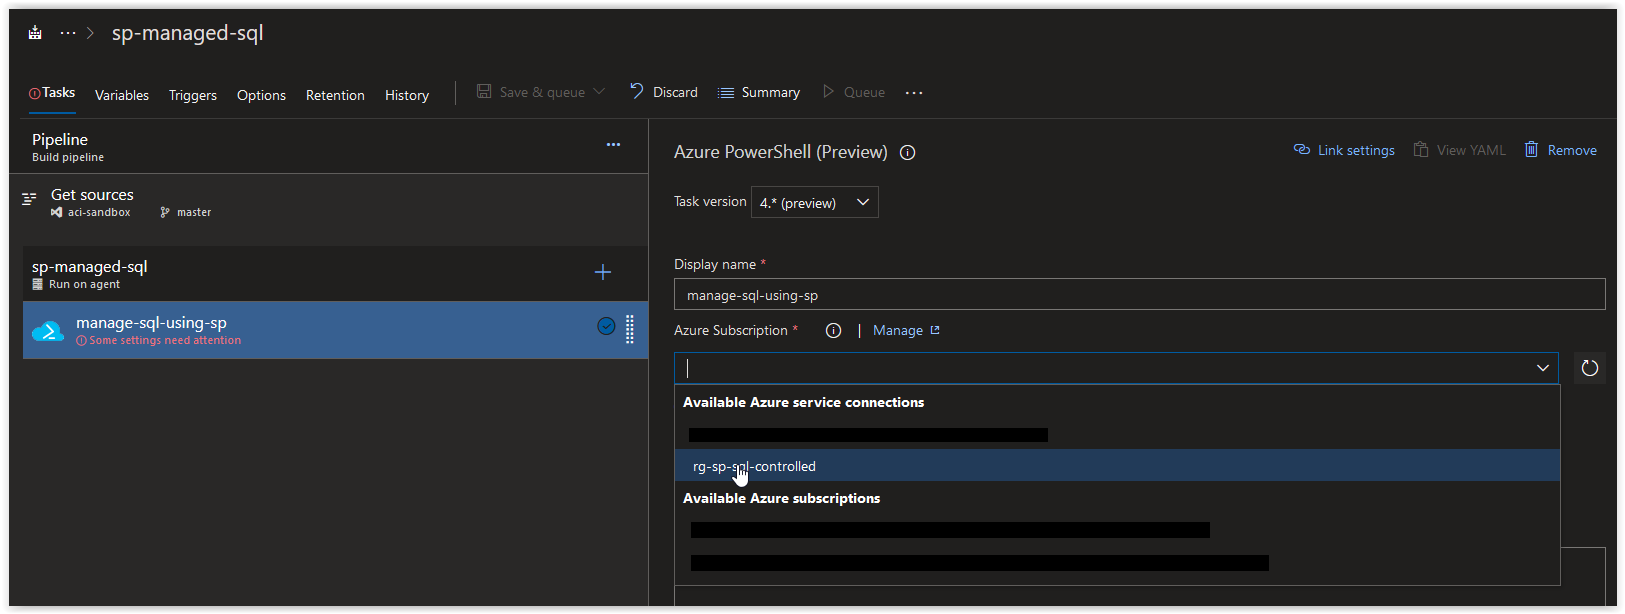 ... > sp-managed-sql
Tasks Variables Triggers Options Retention History Save & queue Discard Summary Queue ...
Pipeline
Build pipeline
...
Get sources
aci-sandbox master
sp-managed-sql
Run on agent
manage-sql-using-sp
Some settings need attention
Azure PowerShell (Preview)
Link settings View YAML Remove
Task version 4.* (preview)
Display name *
manage-sql-using-sp
Azure Subscription * | Manage
Available Azure service connections
rg-sp-sql-controlled
Available Azure subscriptions